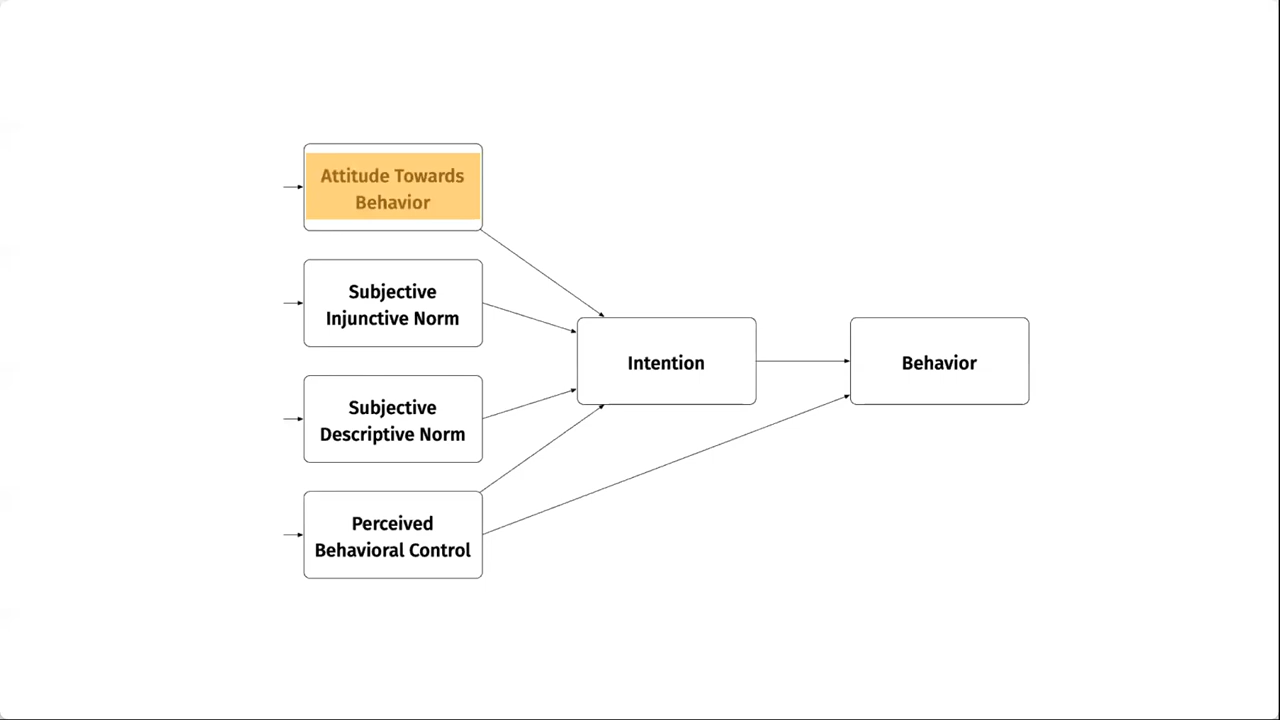 Attitude Towards
Behavior
Subjective
Injunctive Norm
Subjective
Descriptive Norm
Perceived
Behavioral Control
Intention
Behavior